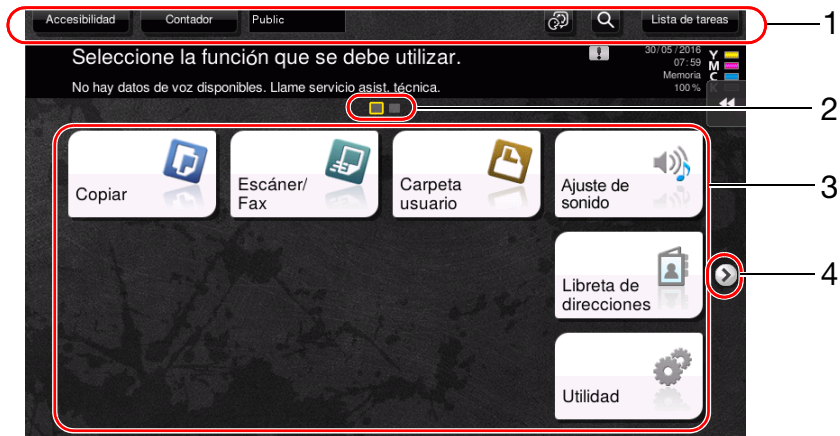 Accesibilidad Contador Public Lista de tareas
1
Seleccione la función que se debe utilizar.
30/05/2016
07:59
Memoria
100 %
Y
M
C
K
No hay datos de voz disponibles. Llame servicio asist. técnica.
2
Copiar
Escáner/
Fax
Carpeta
usuario
Ajuste de
sonido
3
Libreta de
direcciones
4
Utilidad